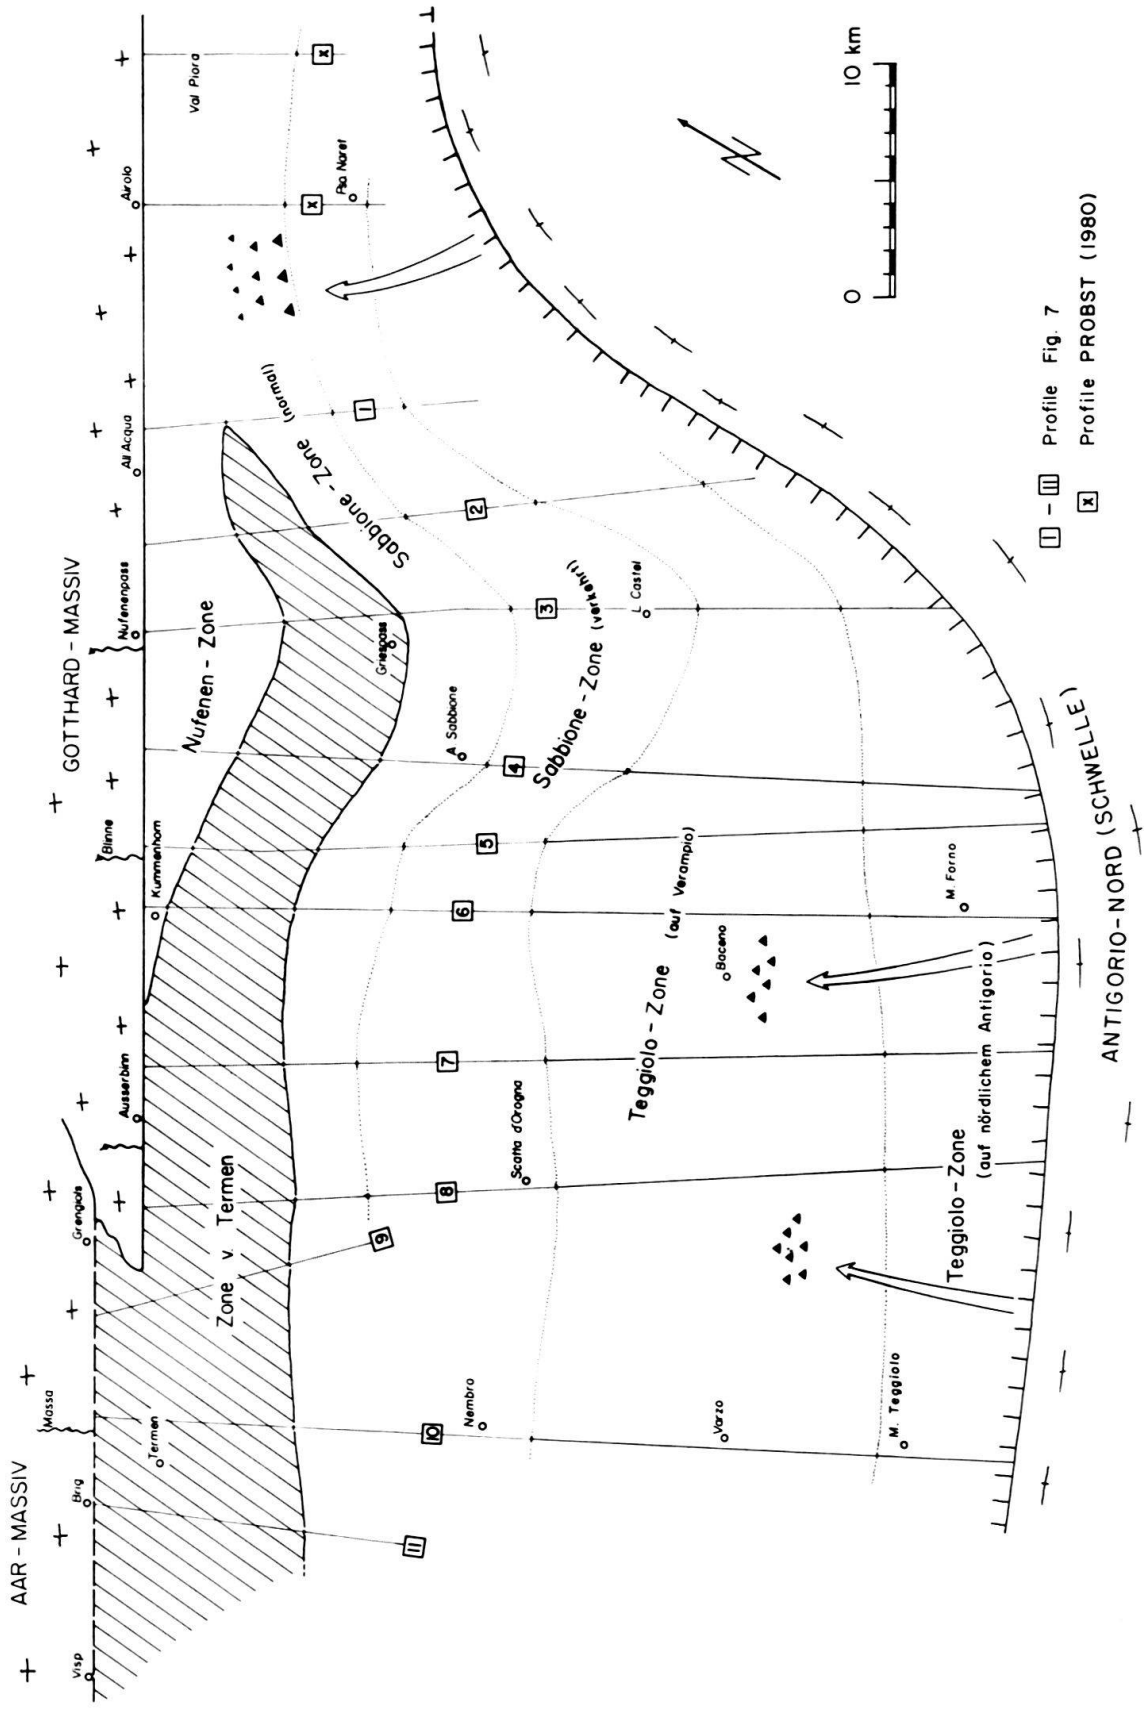 AAR – MASSIV
GOTTHARD – MASSIV
Visp
Brig
Massa
Termen
Grengiols
Ausserbinn
Blinne
Kummenhorn
Nufenenpass
All'Acqua
Airolo
Val Piora
Zone v. Termen
Nufenen – Zone
Griespass
Sabbione – Zone (normal)
Pso Naret
A. Sabbione
Sabbione – Zone (verkehrt)
L. Castel
Nembro
Scatta d'Orogna
Teggiolo – Zone
(auf Verampio)
Baceno
Varzo
M. Teggiolo
Teggiolo – Zone
(auf nördlichem Antigorio)
M. Forno
ANTIGORIO – NORD (SCHWELLE)
11
10
9
8
7
6
5
4
3
2
1
x
x
0
10 km
1 – 11 Profile Fig. 7
x Profile PROBST (1980)